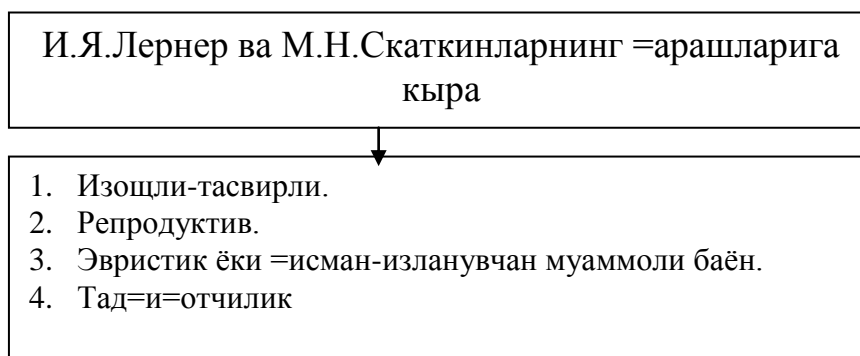 И.Я.Лернер ва М.Н.Скаткинларнинг =арашларига
кыра
1. Изощли-тасвирли.
2. Репродуктив.
3. Эвристик ёки =исман-изланувчан муаммоли баён.
4. Тад=и=отчилик